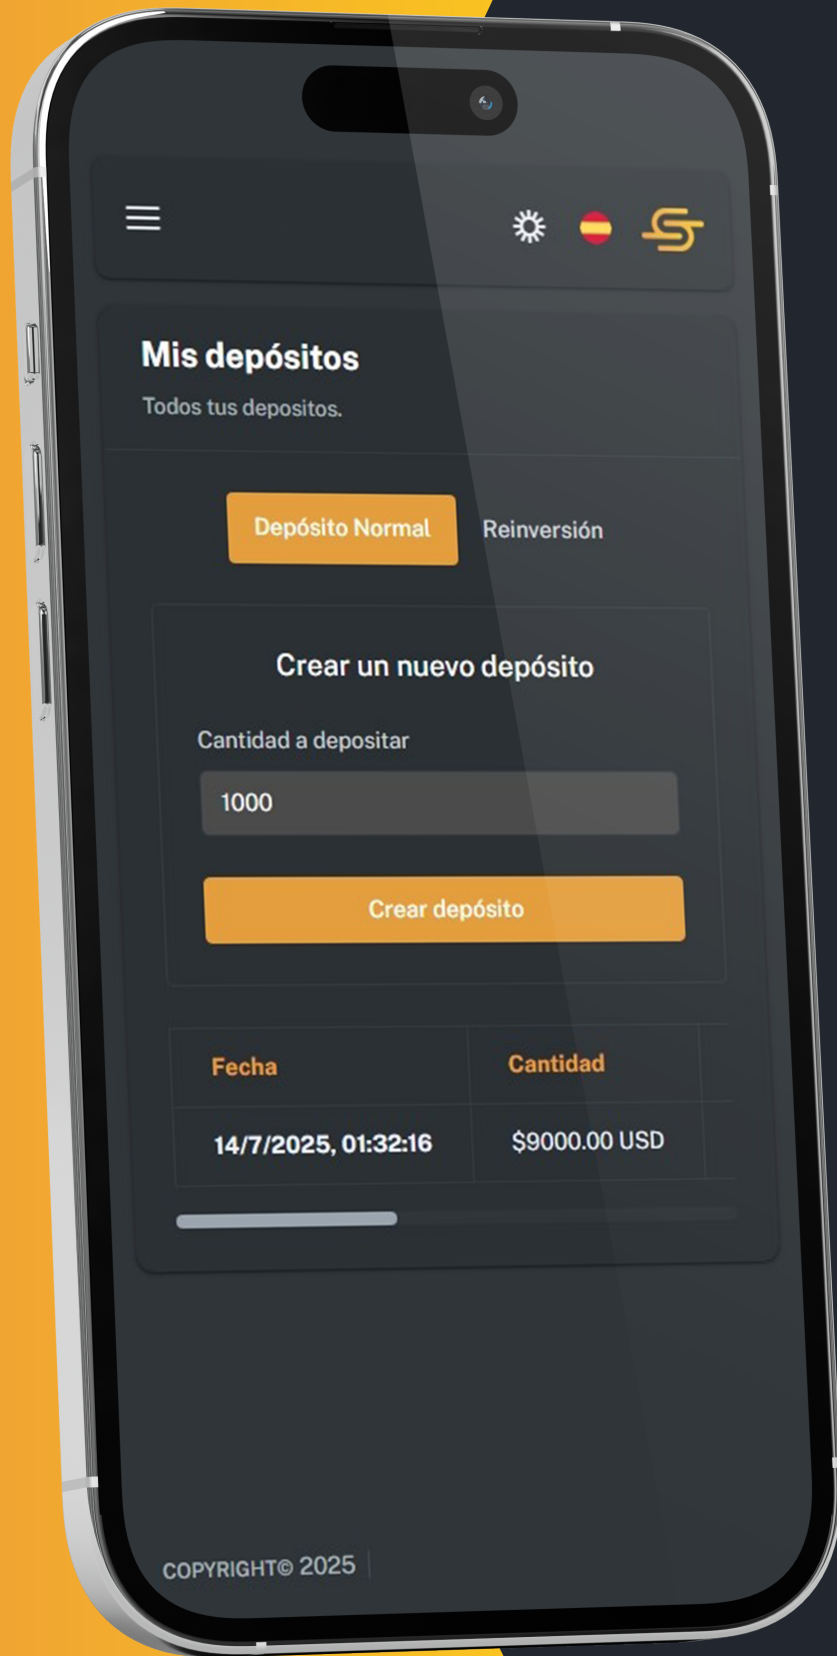 Mis depósitos
Todos tus depositos.
Depósito Normal Reinversión
Crear un nuevo depósito
Cantidad a depositar
1000
Crear depósito
Fecha Cantidad
14/7/2025, 01:32:16 $9000.00 USD
COPYRIGHT© 2025